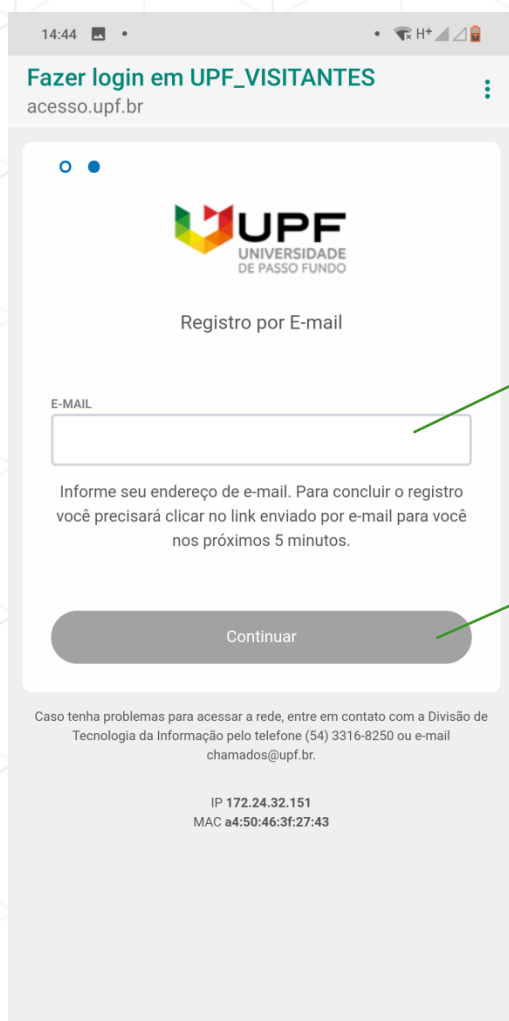 14:44
H+
Fazer login em UPF_VISITANTES
acesso.upf.br
UPF
UNIVERSIDADE
DE PASSO FUNDO
Registro por E-mail
E-MAIL
Informe seu endereço de e-mail. Para concluir o registro
você precisará clicar no link enviado por e-mail para você
nos próximos 5 minutos.
Continuar
Caso tenha problemas para acessar a rede, entre em contato com a Divisão de
Tecnologia da Informação pelo telefone (54) 3316-8250 ou e-mail
chamados@upf.br.
IP 172.24.32.151
MAC a4:50:46:3f:27:43